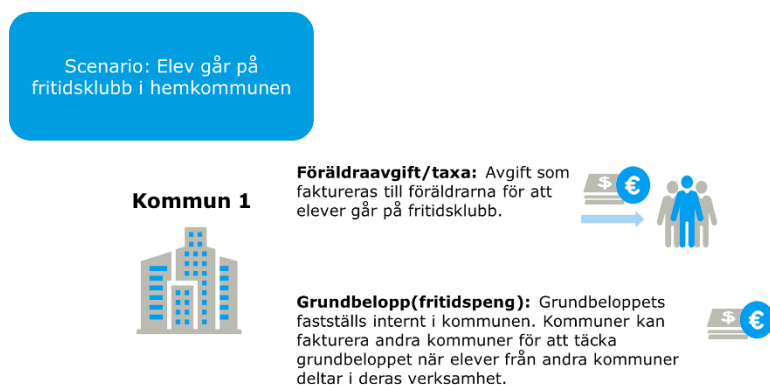 Scenario: Elev går på
fritidsklubb i hemkommunen
Kommun 1
Föräldraavgift/taxa: Avgift som
faktureras till föräldrarna för att
elever går på fritidsklubb.
$ €
Grundbelopp(fritidspeng): Grundbeloppets
fastställs internt i kommunen. Kommuner kan
fakturera andra kommuner för att täcka
grundbeloppet när elever från andra kommuner
deltar i deras verksamhet.
$ €